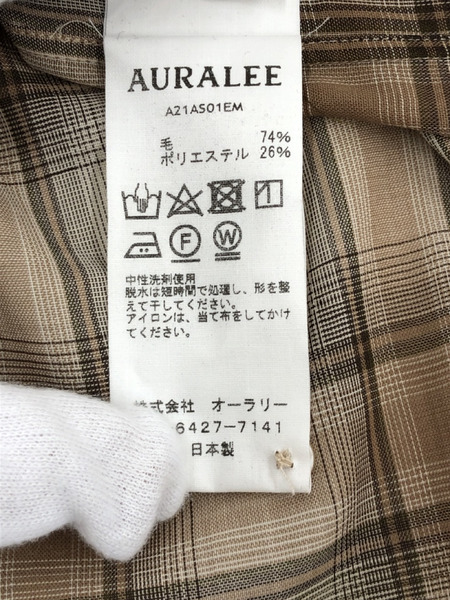 AURALEE
A21AS01EM
毛 74%
ポリエステル 26%
F W
中性洗剤使用
脱水は短時間で処理し、形を整
えて干してください。
アイロンは、当て布をしてかけ
てください。
株式会社 オーラリー
6427-7141
日本製